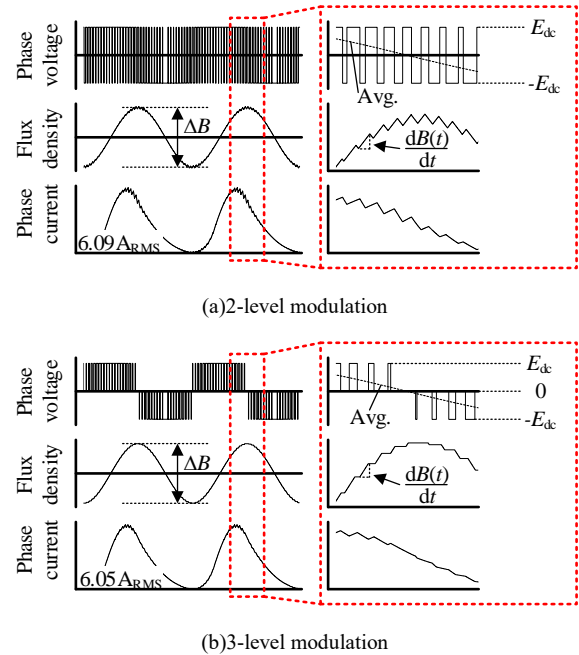 Phase
voltage
E_dc
-E_dc
Avg.
Flux
density
ΔB
dB(t)
dt
Phase
current
6.09A_RMS
(a)2-level modulation
Phase
voltage
E_dc
0
-E_dc
Avg.
Flux
density
ΔB
dB(t)
dt
Phase
current
6.05A_RMS
(b)3-level modulation